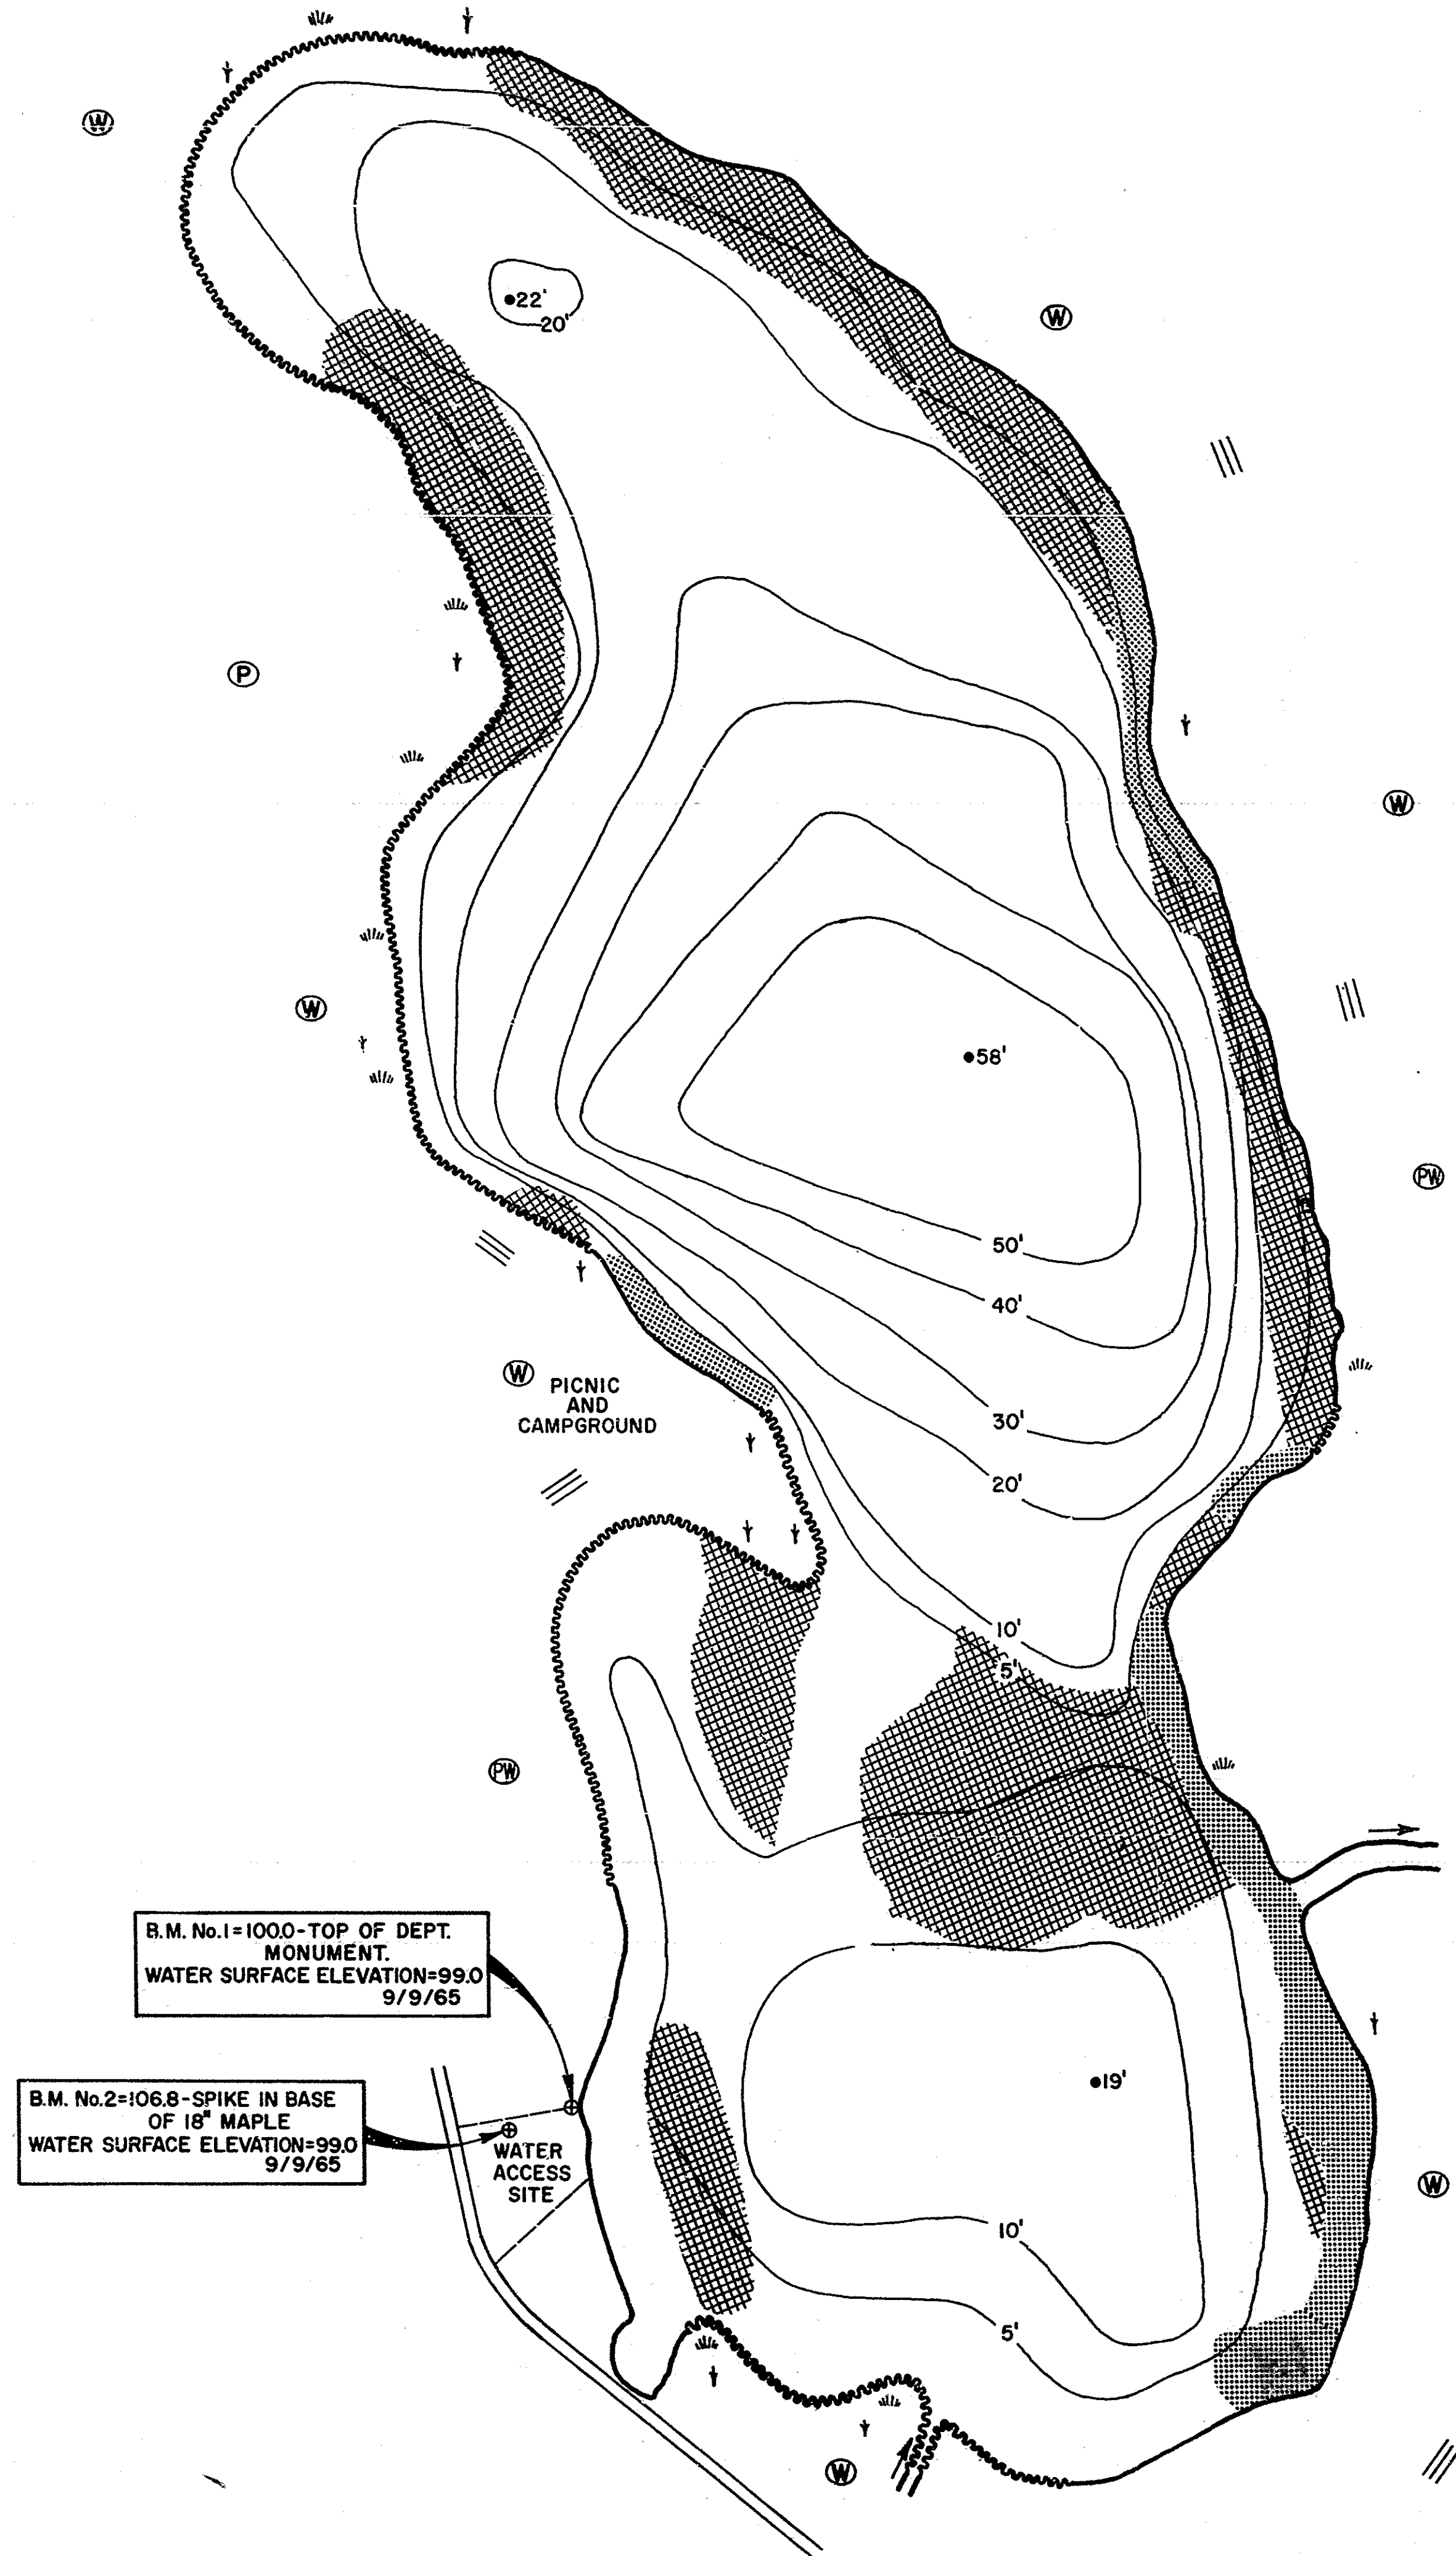 W
22'
20'
W
P
W
W
58'
PW
50'
40'
W
PICNIC
AND
CAMPGROUND
30'
20'
10'
5'
PW
B.M. No.1=100.0-TOP OF DEPT.
MONUMENT.
WATER SURFACE ELEVATION=99.0
9/9/65
B.M. No.2=106.8-SPIKE IN BASE
OF 18" MAPLE
WATER SURFACE ELEVATION=99.0
9/9/65
WATER
ACCESS
SITE
19'
W
10'
5'
W